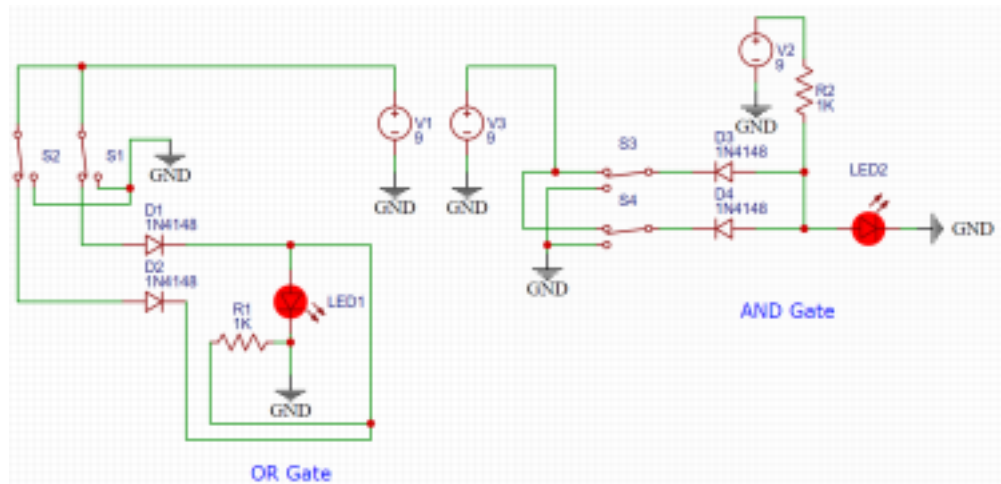 V2
9
R2
1K
GND
V1
9
V3
9
S2
S1
GND
S3
D3
1N4148
LED2
GND
GND
S4
D4
1N4148
D1
1N4148
GND
D2
1N4148
GND
LED1
R1
1K
AND Gate
GND
OR Gate